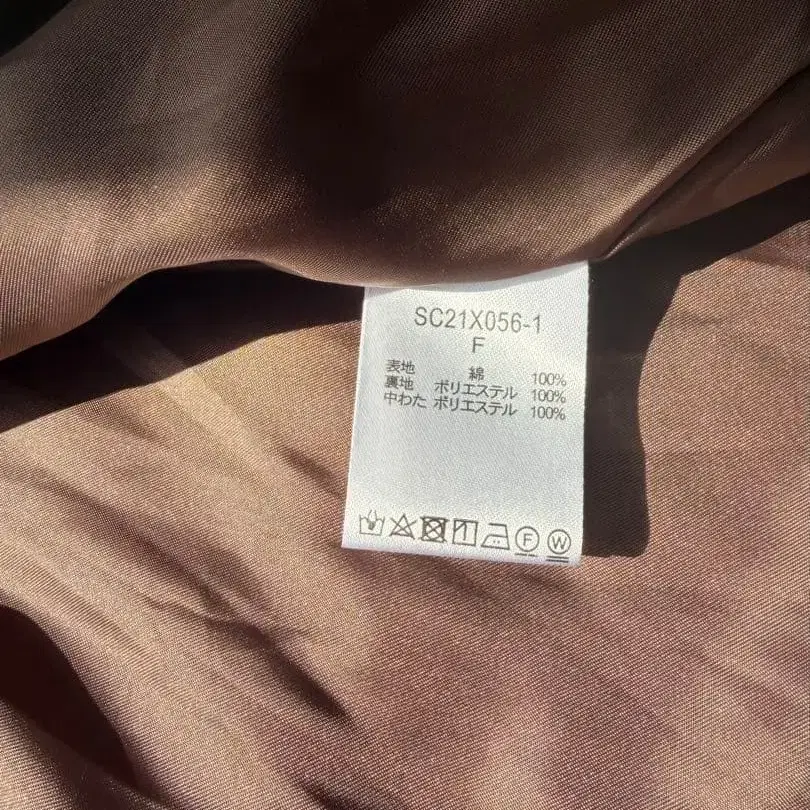 SC21X056-1
F
表地 綿 100%
裏地 ポリエステル 100%
中わた ポリエステル 100%
F W